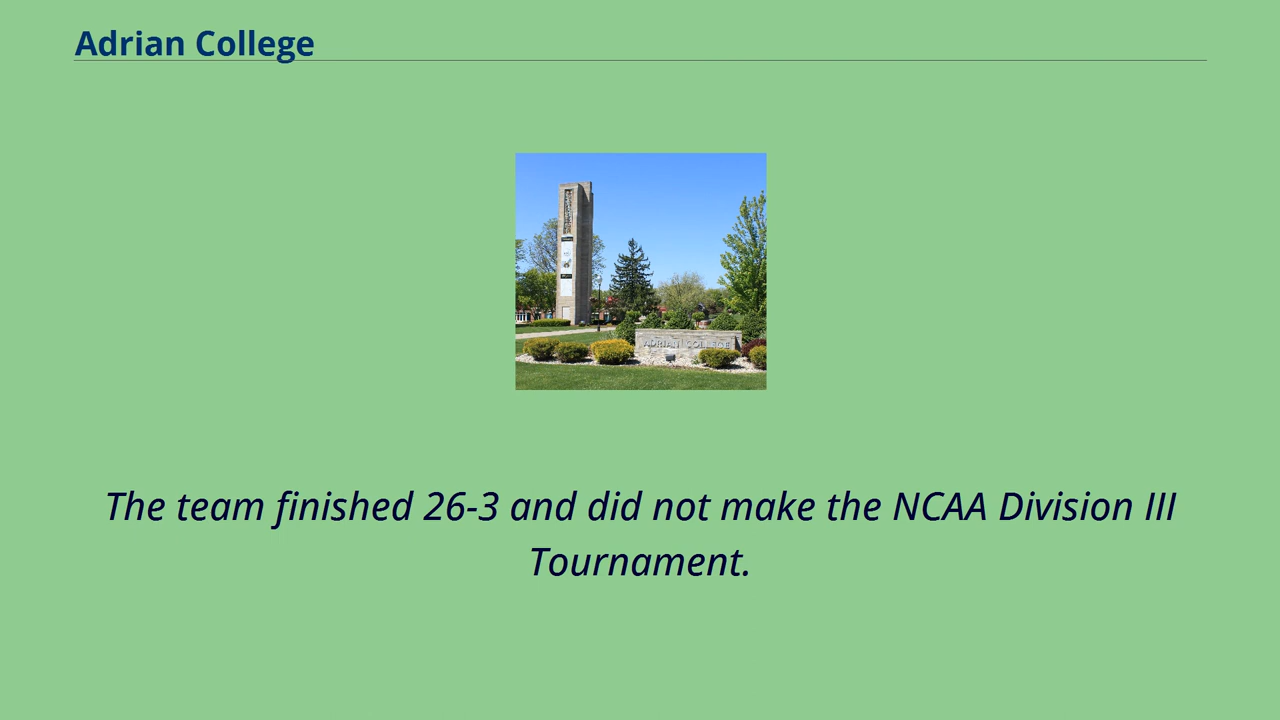 Adrian College
ADRIAN COLLEGE
The team finished 26-3 and did not make the NCAA Division III
Tournament.